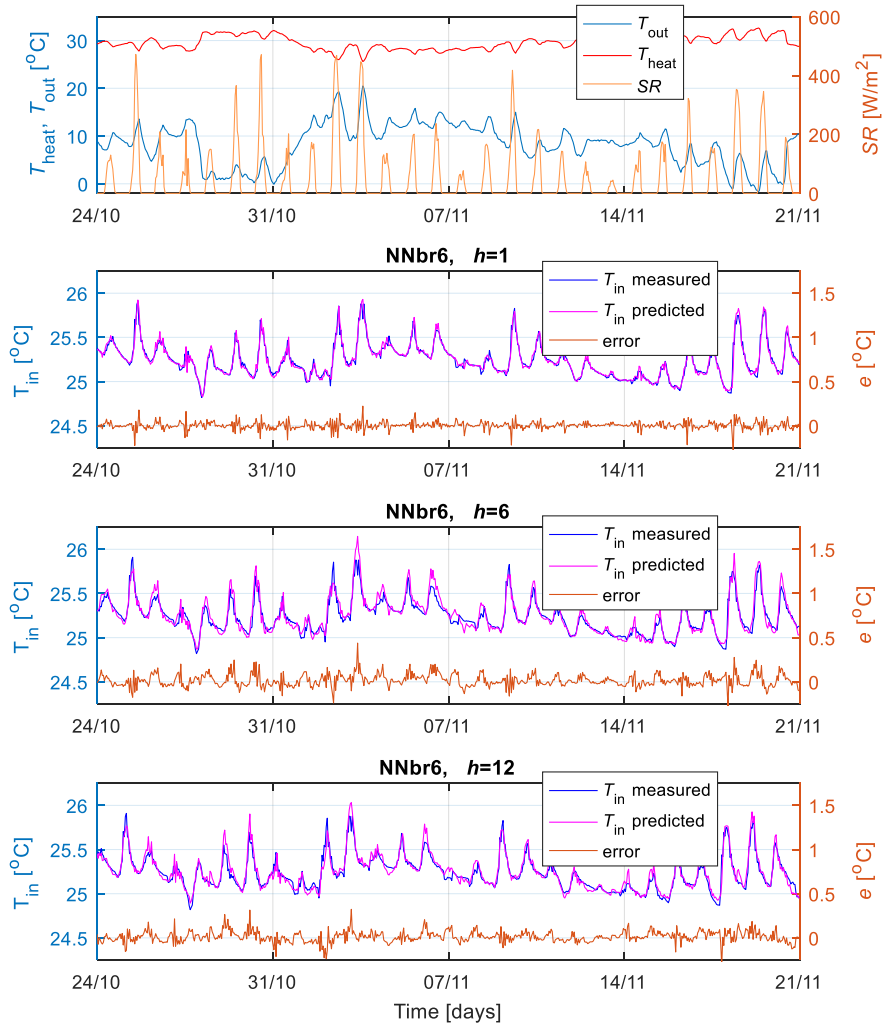 T_heat, T_out [°C]
30
20
10
0
T_out
T_heat
SR
600
400
200
0
SR [W/m²]
24/10 31/10 07/11 14/11 21/11
NNbr6, h=1
T_in [°C]
26
25.5
25
24.5
T_in measured
T_in predicted
error
1.5
1
0.5
0
e [°C]
24/10 31/10 07/11 14/11 21/11
NNbr6, h=6
T_in [°C]
26
25.5
25
24.5
T_in measured
T_in predicted
error
1.5
1
0.5
0
e [°C]
24/10 31/10 07/11 14/11 21/11
NNbr6, h=12
T_in [°C]
26
25.5
25
24.5
T_in measured
T_in predicted
error
1.5
1
0.5
0
e [°C]
24/10 31/10 07/11 14/11 21/11
Time [days]